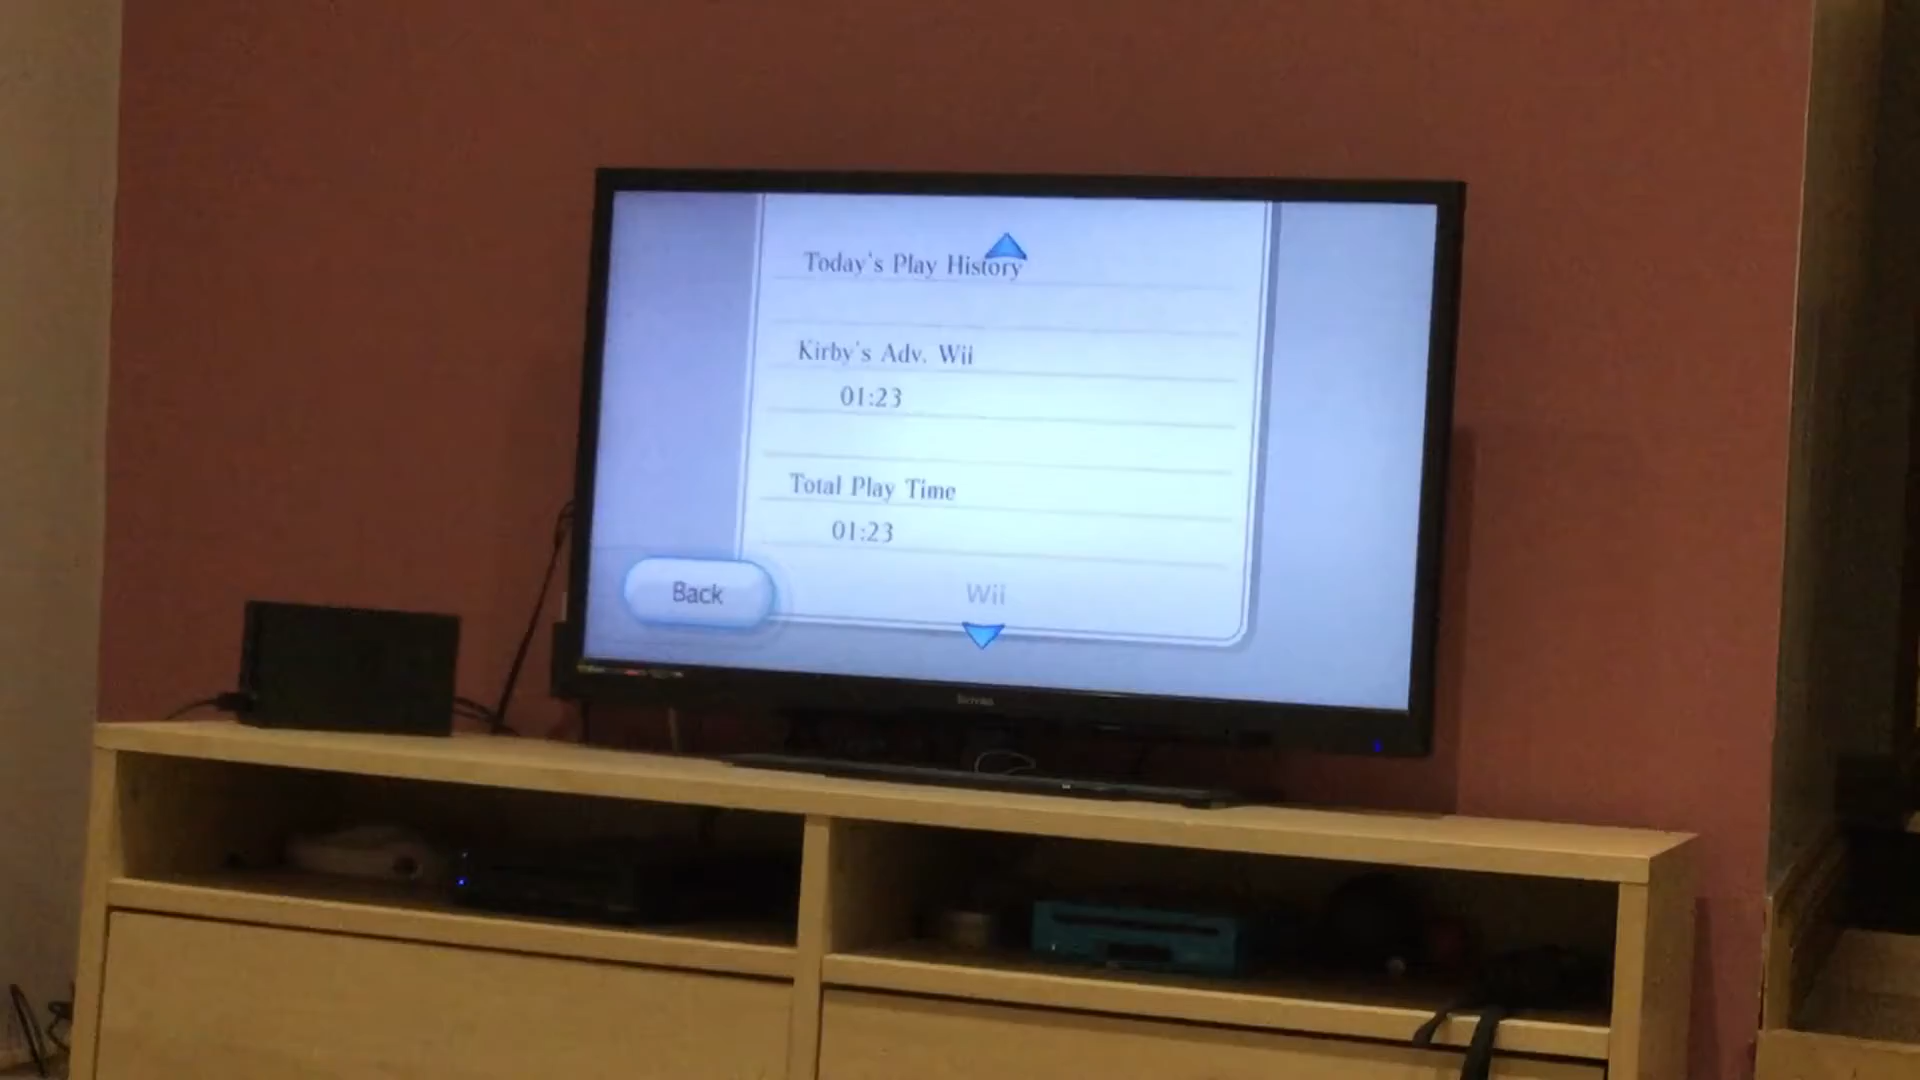 Today's Play History
Kirby's Adv. Wii
01:23
Total Play Time
01:23
Back
Wii